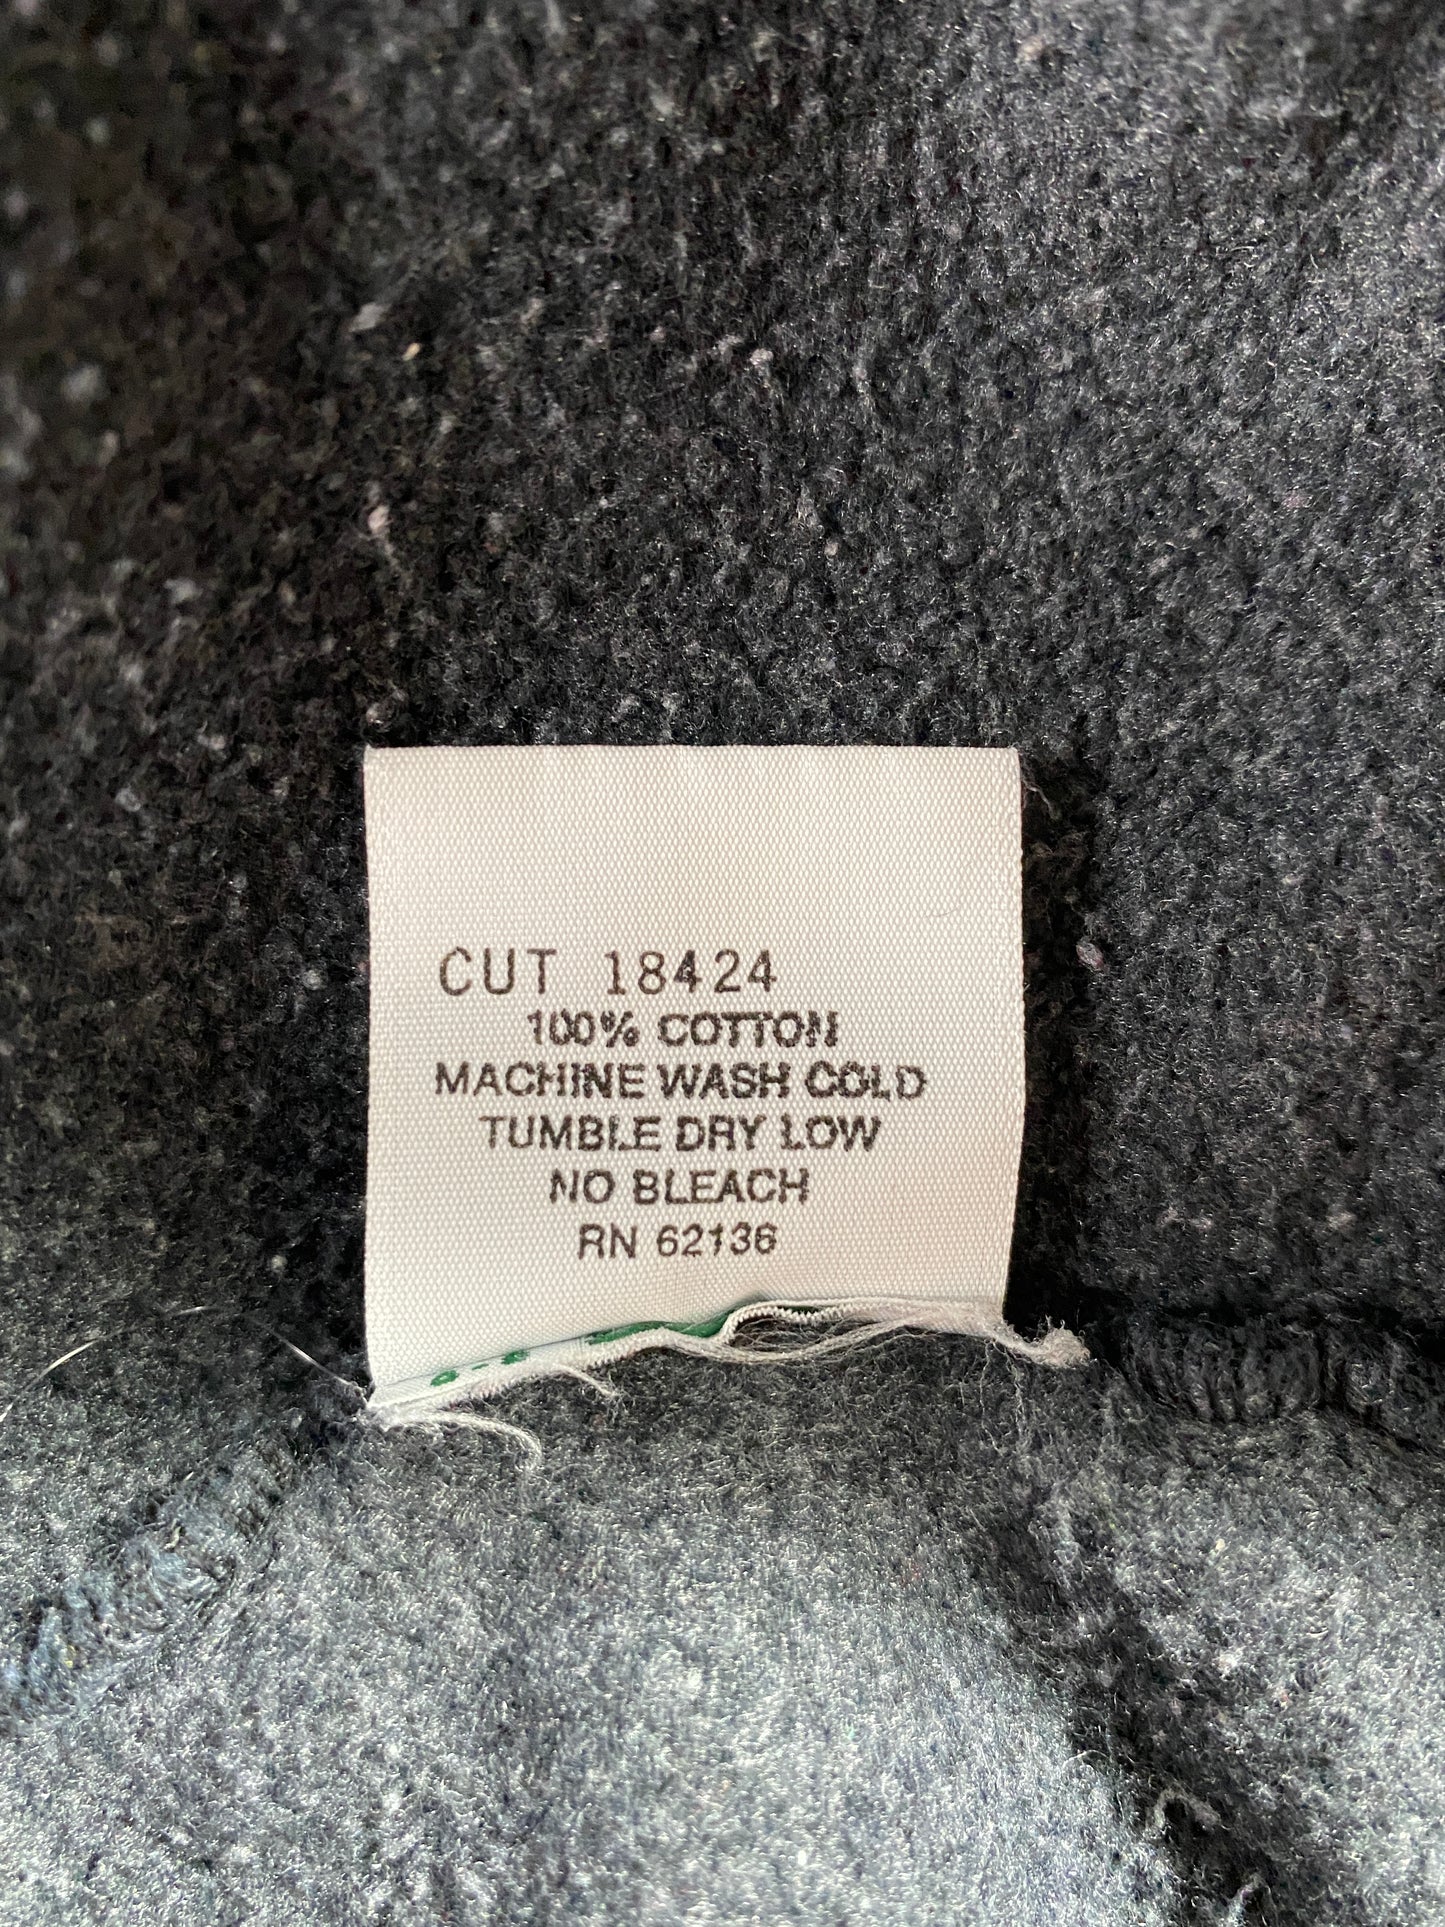 CUT 18424
100% COTTON
MACHINE WASH COLD
TUMBLE DRY LOW
NO BLEACH
RN 62136